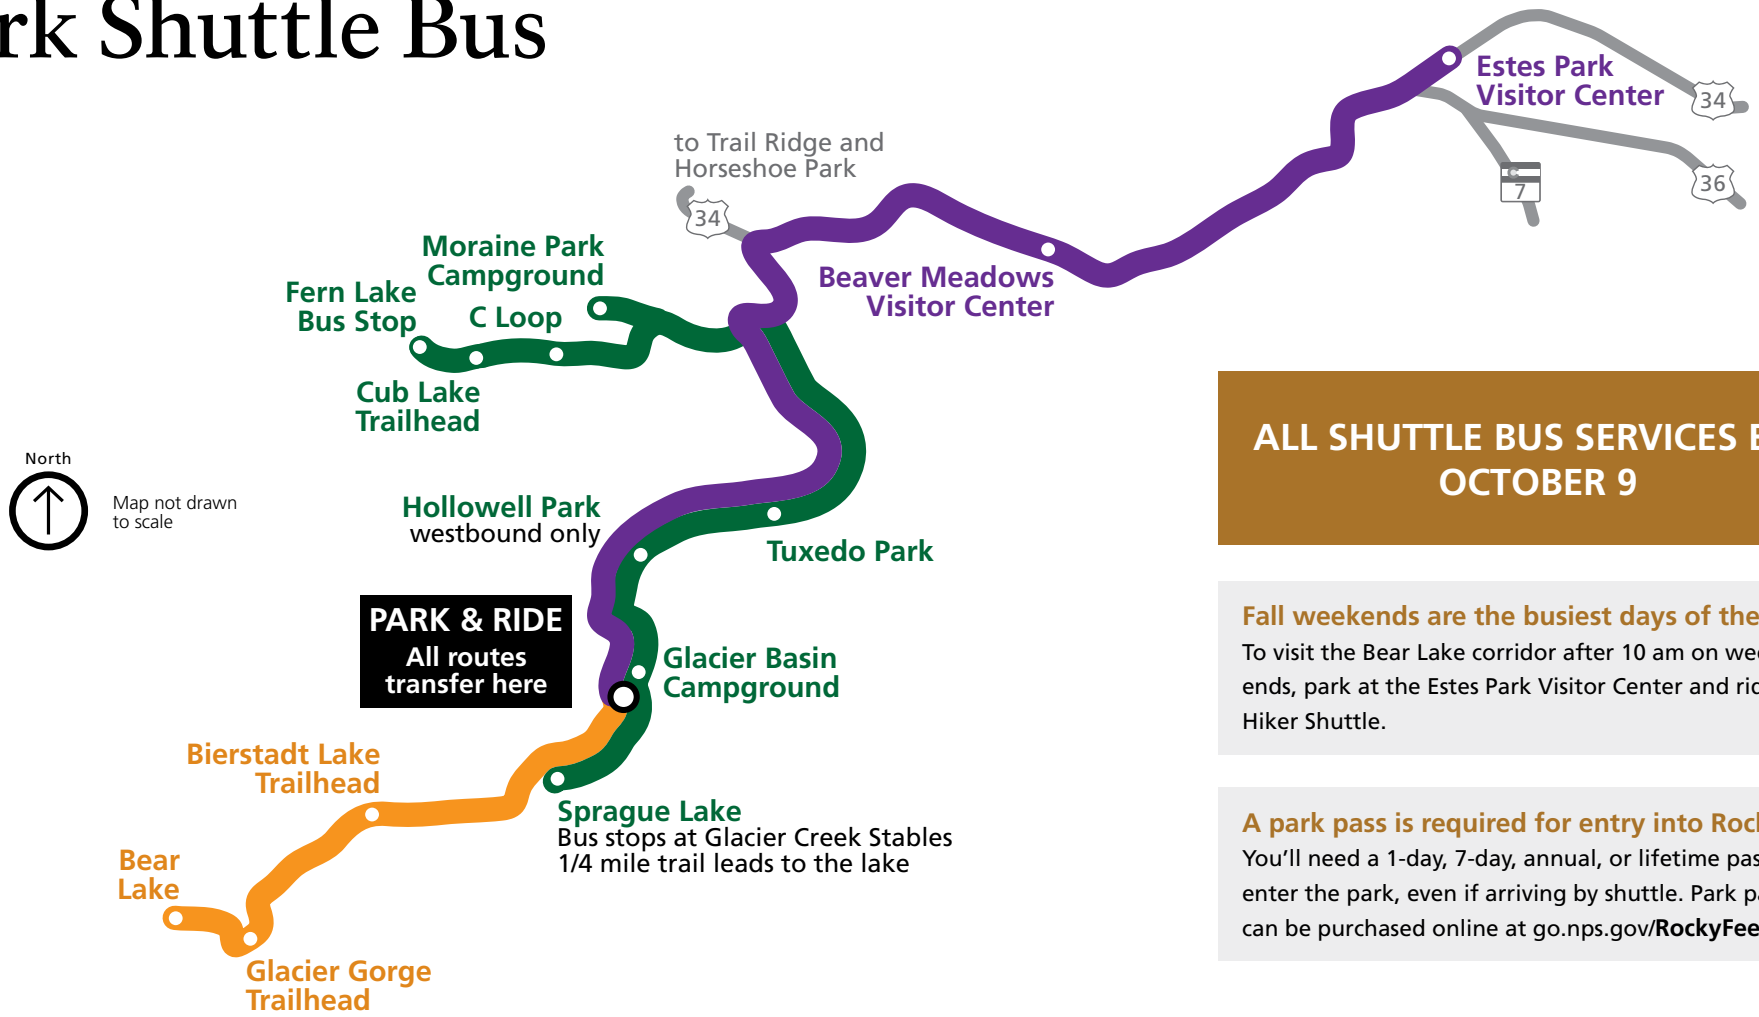 rk Shuttle Bus
Estes Park
Visitor Center
34
36
C
7
to Trail Ridge and
Horseshoe Park
34
Moraine Park
Campground
Fern Lake
Bus Stop
C Loop
Beaver Meadows
Visitor Center
Cub Lake
Trailhead
North
Map not drawn
to scale
Hollowell Park
westbound only
Tuxedo Park
PARK & RIDE
All routes
transfer here
Glacier Basin
Campground
Bierstadt Lake
Trailhead
Sprague Lake
Bus stops at Glacier Creek Stables
1/4 mile trail leads to the lake
Bear
Lake
Glacier Gorge
Trailhead
ALL SHUTTLE BUS SERVICES E
OCTOBER 9
Fall weekends are the busiest days of the
To visit the Bear Lake corridor after 10 am on wee
ends, park at the Estes Park Visitor Center and rid
Hiker Shuttle.
A park pass is required for entry into Rock
You'll need a 1-day, 7-day, annual, or lifetime pas
enter the park, even if arriving by shuttle. Park pa
can be purchased online at go.nps.gov/RockyFee